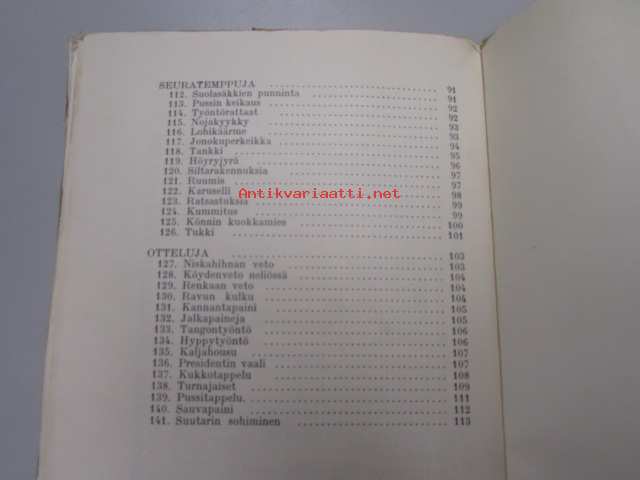 SEURATEMPPUJA ........ 91
112. Suolasäkkien punninta ........ 91
113. Pussin keikaus ........ 92
114. Työntörattaat ........ 92
115. Nojakyykky ........ 93
116. Lohikäärme ........ 93
117. Jonokuperkeikka ........ 94
118. Tankki ........ 95
119. Höyryjyrä ........ 96
120. Siltarakennuksia ........ 97
121. Ruumis ........ 97
122. Karuselli ........ 98
123. Ratsastuksia ........ 99
124. Kummitus ........ 99
125. Könnin kuokkamies ........ 100
126. Tukki ........ 101
Antikvariaatti.net
OTTELUJA ........ 103
127. Niskahihnan veto ........ 103
128. Köydenveto neliössä ........ 104
129. Renkaan veto ........ 104
130. Ravun kulku ........ 104
131. Kannantapaini ........ 105
132. Jalkapaineja ........ 105
133. Tangontyöntö ........ 106
134. Hyppytyöntö ........ 106
135. Kaljahousu ........ 107
136. Presidentin vaali ........ 107
137. Kukkotappelu ........ 108
138. Turnajaiset ........ 109
139. Pussitappelu. ........ 111
140. Sauvapaini ........ 112
141. Suutarin sohiminen ........ 113